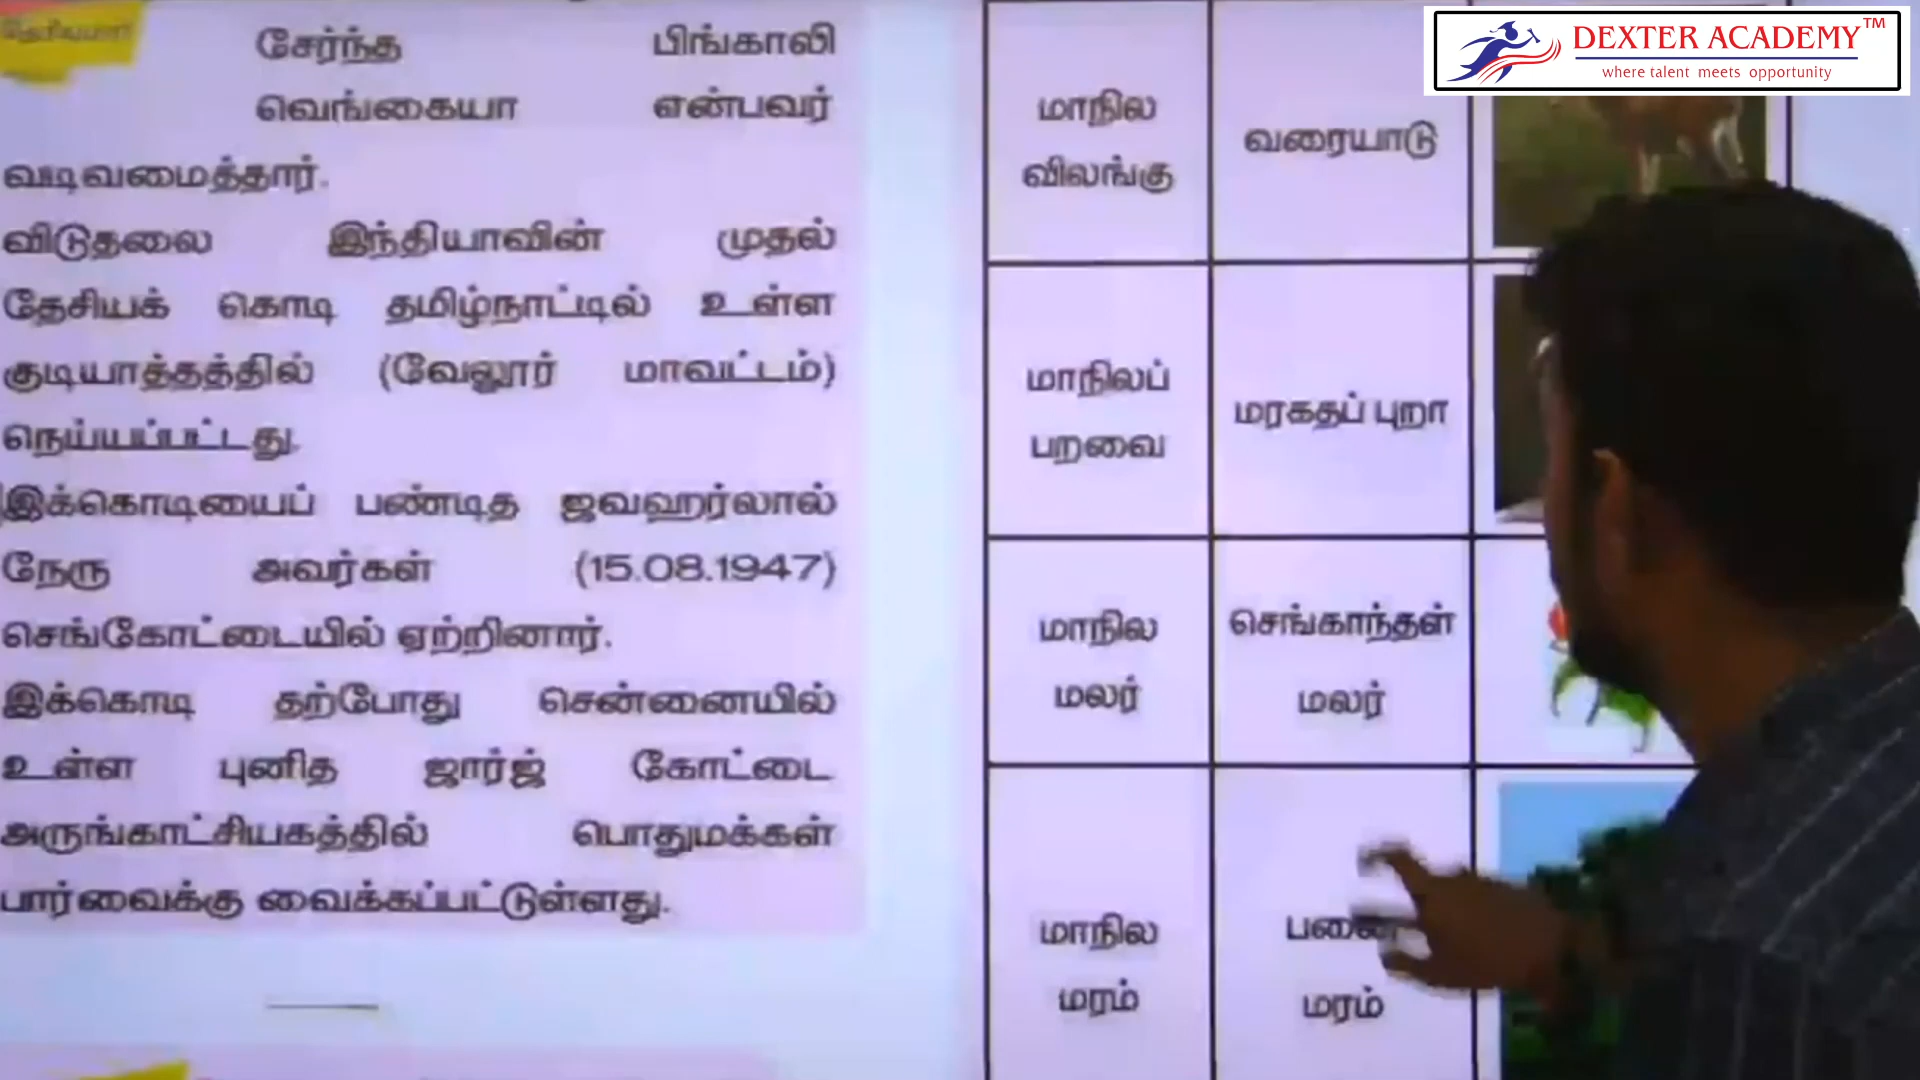 சேர்ந்த பிங்காலி
வெங்கையா என்பவர்
வடிவமைத்தார்.
விடுதலை இந்தியாவின் முதல்
தேசியக் கொடி தமிழ்நாட்டில் உள்ள
குடியாத்தத்தில் (வேலூர் மாவட்டம்)
நெய்யப்பட்டது.
இக்கொடியைப் பண்டித ஜவஹர்லால்
நேரு அவர்கள் (15.08.1947)
செங்கோட்டையில் ஏற்றினார்.
இக்கொடி தற்போது சென்னையில்
உள்ள புனித ஜார்ஜ் கோட்டை
அருங்காட்சியகத்தில் பொதுமக்கள்
பார்வைக்கு வைக்கப்பட்டுள்ளது.
மாநில
விலங்கு
வரையாடு
மாநிலப்
பறவை
மரகதப் புறா
மாநில
மலர்
செங்காந்தள்
மலர்
மாநில
மரம்
மரம்
DEXTER ACADEMY™
where talent meets opportunity